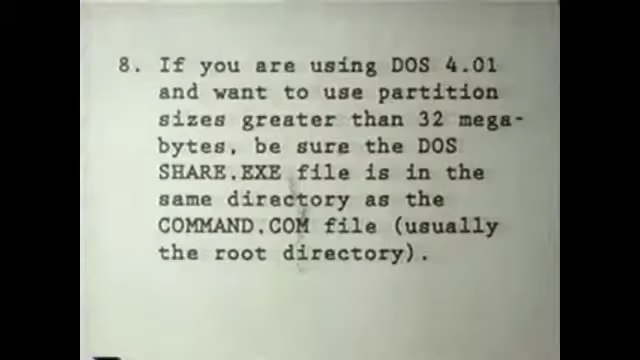 8. If you are using DOS 4.01
and want to use partition
sizes greater than 32 mega-
bytes, be sure the DOS
SHARE.EXE file is in the
same directory as the
COMMAND.COM file (usually
the root directory).